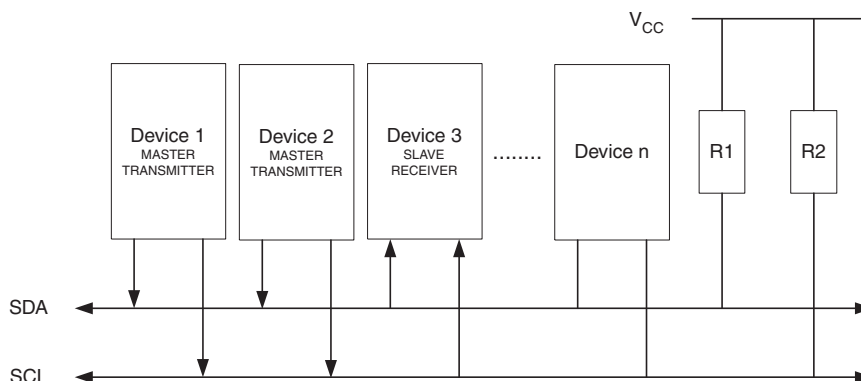 VCC
Device 1
MASTER
TRANSMITTER
Device 2
MASTER
TRANSMITTER
Device 3
SLAVE
RECEIVER
........
Device n
R1
R2
SDA
SCL